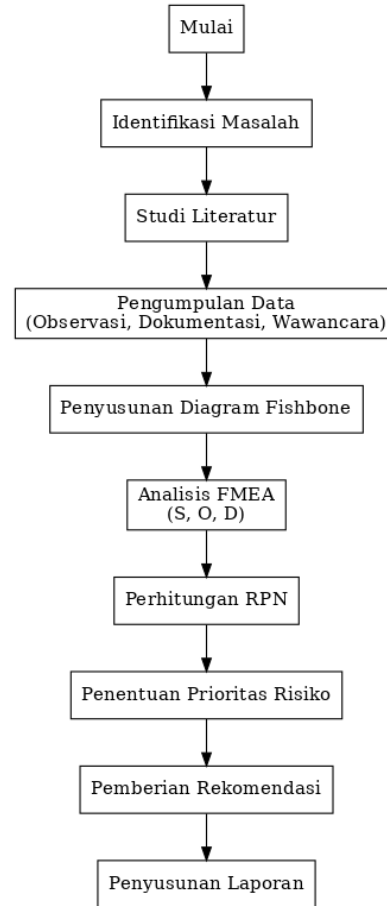 Mulai
Identifikasi Masalah
Studi Literatur
Pengumpulan Data
(Observasi, Dokumentasi, Wawancara)
Penyusunan Diagram Fishbone
Analisis FMEA
(S, O, D)
Perhitungan RPN
Penentuan Prioritas Risiko
Pemberian Rekomendasi
Penyusunan Laporan